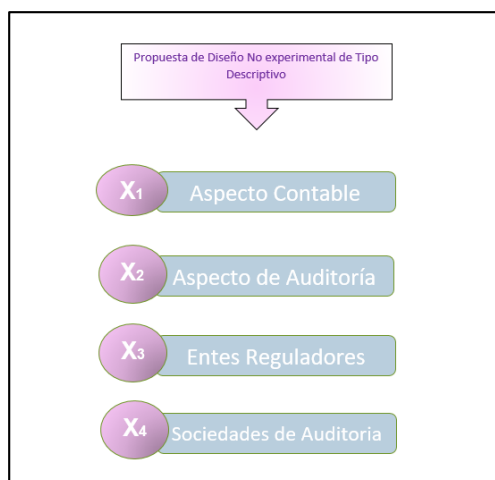 Propuesta de Diseño No experimental de Tipo
Descriptivo
X1 Aspecto Contable
X2 Aspecto de Auditoría
X3 Entes Reguladores
X4 Sociedades de Auditoria